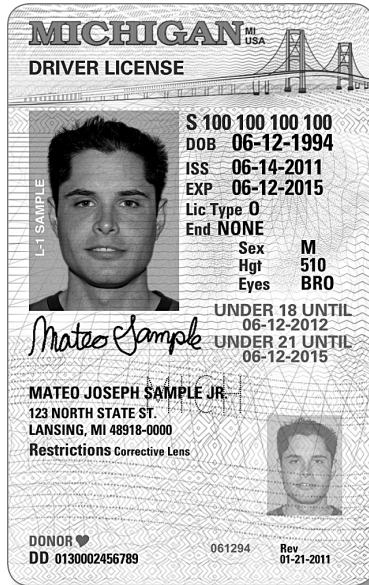 MICHIGAN MI
USA
DRIVER LICENSE
S 100 100 100 100
DOB 06-12-1994
ISS 06-14-2011
EXP 06-12-2015
Lic Type O
End NONE
Sex M
Hgt 510
Eyes BRO
L-1 SAMPLE
UNDER 18 UNTIL
06-12-2012
Mateo Sample
UNDER 21 UNTIL
06-12-2015
MICH
MATEO JOSEPH SAMPLE JR.
123 NORTH STATE ST.
LANSING, MI 48918-0000
Restrictions Corrective Lens
DONOR ♥
DD 0130002456789
061294
Rev
01-21-2011